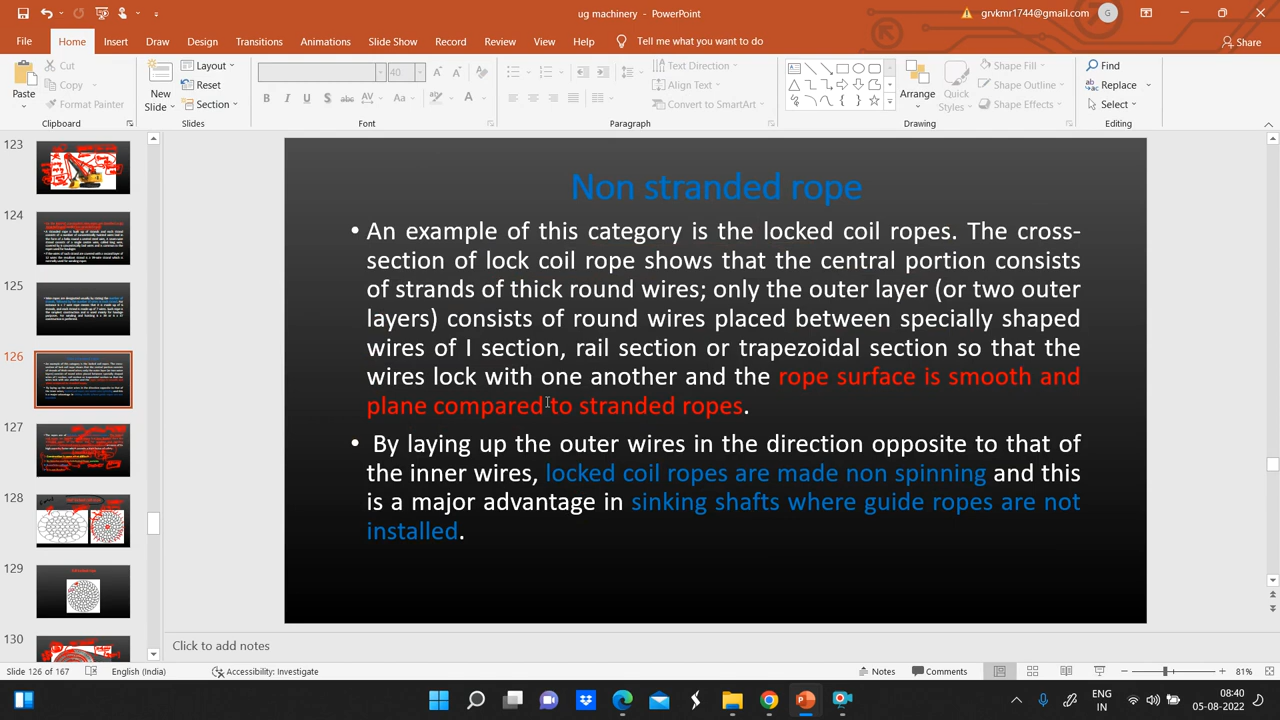 ug machinery - PowerPoint
grvkmr1744@gmail.com
G
File
Home
Insert
Draw
Design
Transitions
Animations
Slide Show
Record
Review
View
Help
Tell me what you want to do
Share
Paste
Cut
Copy
Format Painter
Clipboard
New
Slide
Layout
Reset
Section
Slides
40
Font
Text Direction
Align Text
Convert to SmartArt
Paragraph
Arrange
Quick
Styles
Shape Fill
Shape Outline
Shape Effects
Drawing
Find
Replace
Select
Editing
123
124
125
126
127
128
129
130
Non stranded rope
• An example of this category is the locked coil ropes. The cross-
section of lock coil rope shows that the central portion consists
of strands of thick round wires; only the outer layer (or two outer
layers) consists of round wires placed between specially shaped
wires of I section, rail section or trapezoidal section so that the
wires lock with one another and the rope surface is smooth and
plane compared to stranded ropes.
• By laying up the outer wires in the direction opposite to that of
the inner wires, locked coil ropes are made non spinning and this
is a major advantage in sinking shafts where guide ropes are not
installed.
Click to add notes
Slide 126 of 167
English (India)
Accessibility: Investigate
Notes
Comments
81%
ENG
IN
08:40
05-08-2022